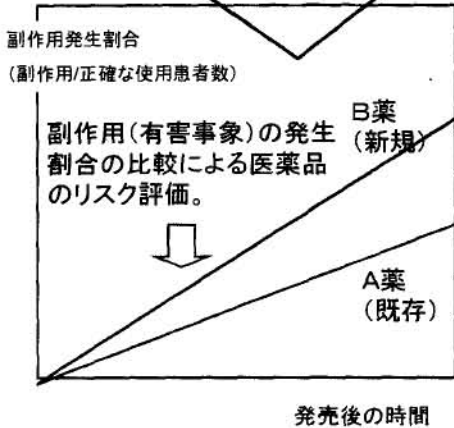 副作用発生割合
(副作用/正確な使用患者数)
副作用(有害事象)の発生
割合の比較による医薬品
のリスク評価。
B薬
(新規)
A薬
(既存)
発売後の時間